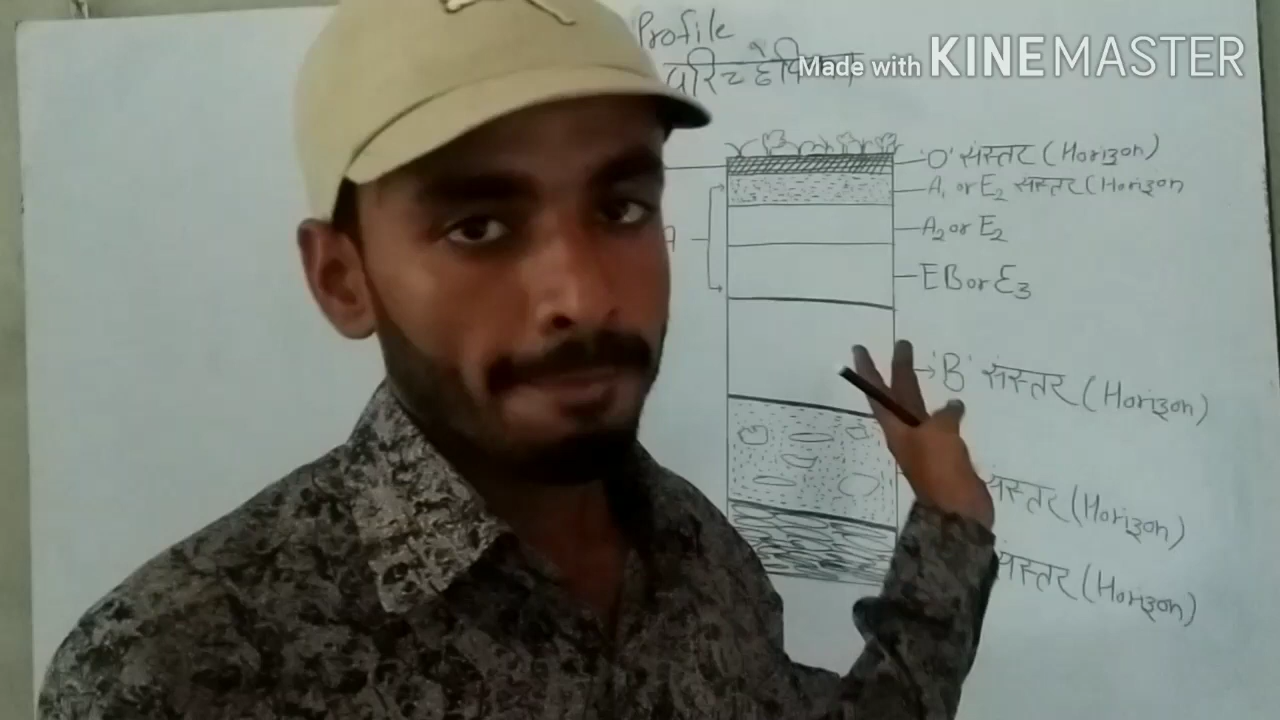 Profile
Made with KINEMASTER
'O' संस्तर (Horizon)
A₁ or E₂ संस्तर (Horizon
A₂ or E₂
A
EB or E₃
'B' संस्तर (Horizon)
संस्तर (Horizon)
संस्तर (Horizon)